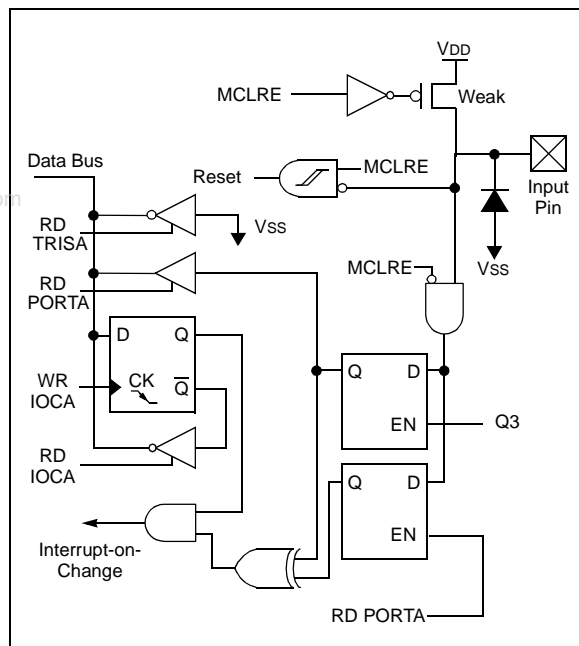 VDD
MCLRE
Weak
Data Bus
Reset
MCLRE
Input
Pin
RD
TRISA
VSS
VSS
om
RD
PORTA
MCLRE
D
Q
WR
IOCA
CK
Q
Q
D
EN
Q3
RD
IOCA
Q
D
EN
Interrupt-on-
Change
RD PORTA